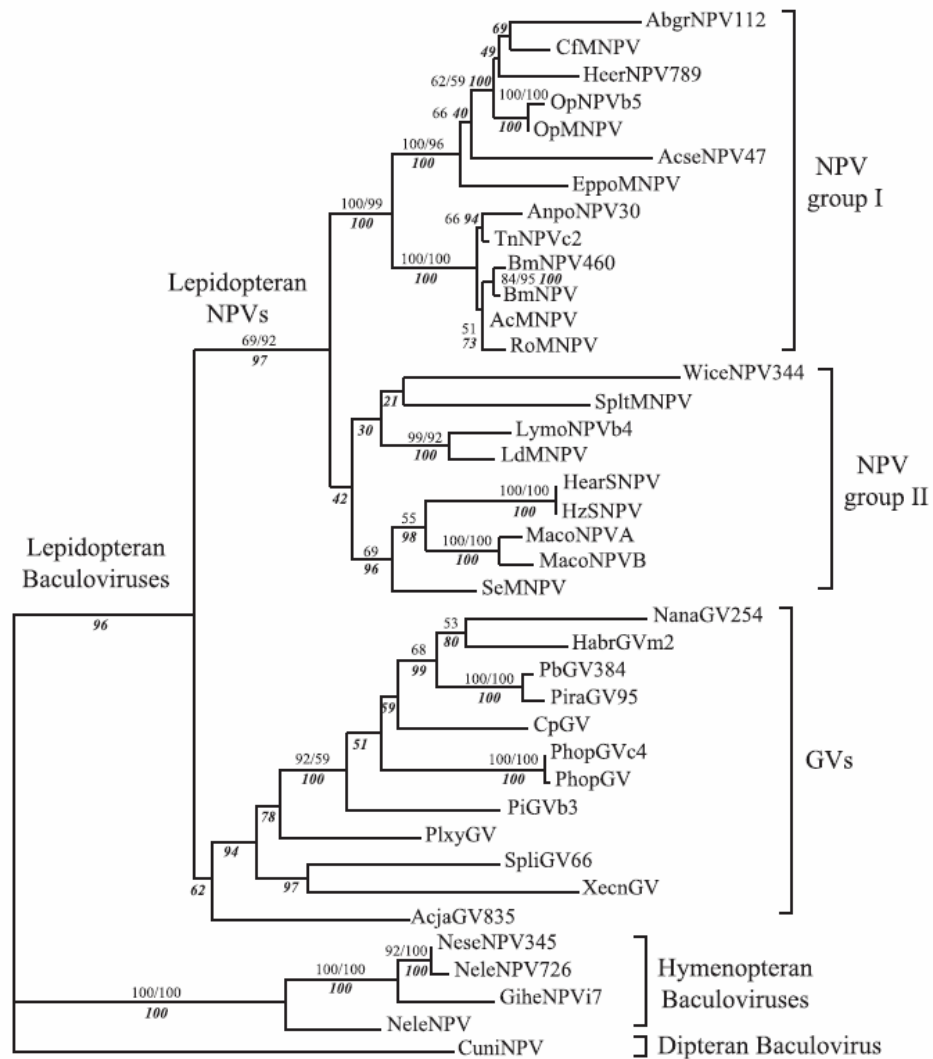 AbgrNPV112
69
CfMNPV
49
HeerNPV789
62/59 100
100/100 OpNPVb5
66 40
100 OpMNPV
100/96
100
AcseNPV47
NPV
group I
EppoMNPV
100/99
100
66 94 AnpoNPV30
TnNPVc2
100/100
100
BmNPV460
84/95 100
BmNPV
Lepidopteran
NPVs
AcMNPV
51
73 RoMNPV
69/92
97
WiceNPV344
21
SpltMNPV
30
LymoNPVb4
99/92
100 LdMNPV
NPV
group II
HearSNPV
100/100
100 HzSNPV
42
55
98
MacoNPVA
100/100
100 MacoNPVB
69
96
SeMNPV
Lepidopteran
Baculoviruses
96
NanaGV254
53
80
HabrGVm2
68
99
PbGV384
100/100
100 PiraGV95
59
CpGV
51
PhopGVc4
100/100
100 PhopGV
GVs
92/59
100
PiGVb3
78
PlxyGV
94
SpliGV66
97
XecnGV
62
AcjaGV835
NeseNPV345
92/100
100 NeleNPV726
100/100
100
GiheNPVi7
Hymenopteran
Baculoviruses
100/100
100
NeleNPV
CuniNPV
Dipteran Baculovirus